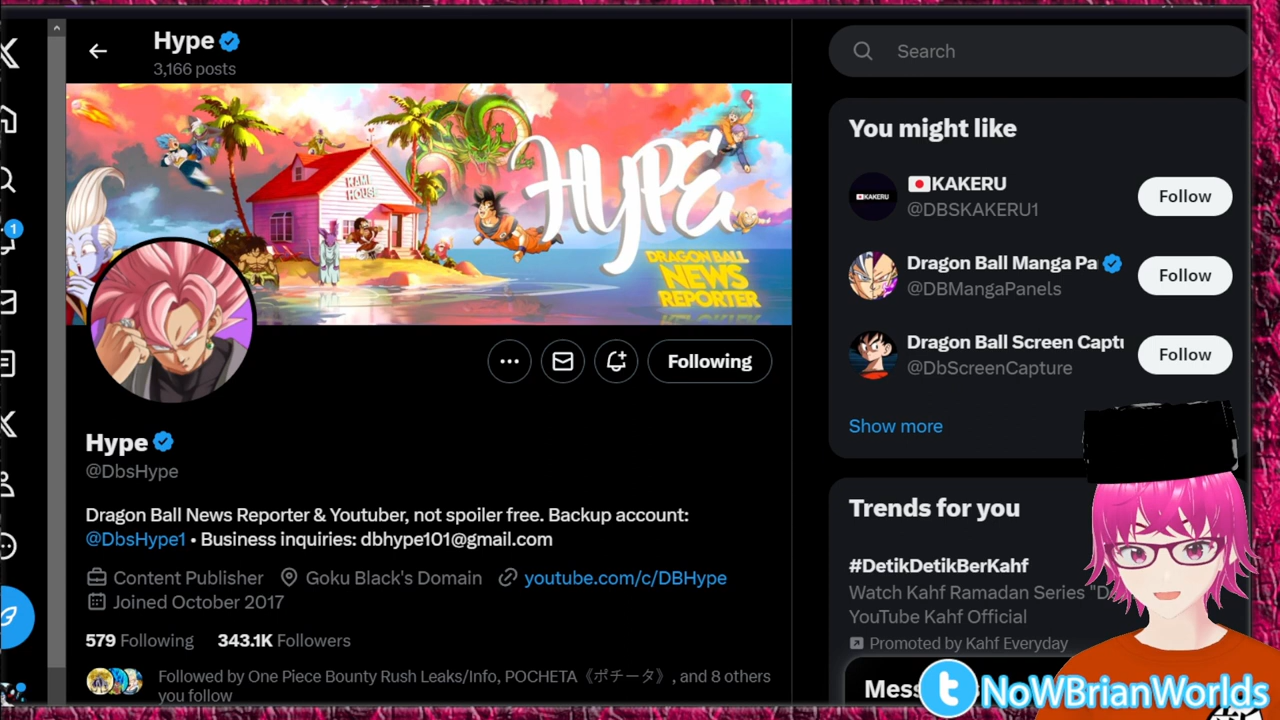 Hype
3,166 posts
KAME
HOUSE
HYPE
DRAGON BALL
NEWS
REPORTER
Following
Hype
@DbsHype
Dragon Ball News Reporter & Youtuber, not spoiler free. Backup account:
@DbsHype1 • Business inquiries: dbhype101@gmail.com
Content Publisher Goku Black's Domain youtube.com/c/DBHype
Joined October 2017
579 Following 343.1K Followers
Followed by One Piece Bounty Rush Leaks/Info, POCHETA《ポチータ》, and 8 others
you follow
1
Search
You might like
KAKERU
🇯🇵KAKERU
@DBSKAKERU1
Follow
Dragon Ball Manga Pa
@DBMangaPanels
Follow
Dragon Ball Screen Captu
@DbScreenCapture
Follow
Show more
Trends for you
#DetikDetikBerKahf
Watch Kahf Ramadan Series "D
YouTube Kahf Official
Promoted by Kahf Everyday
Mess
NoWBrianWorlds